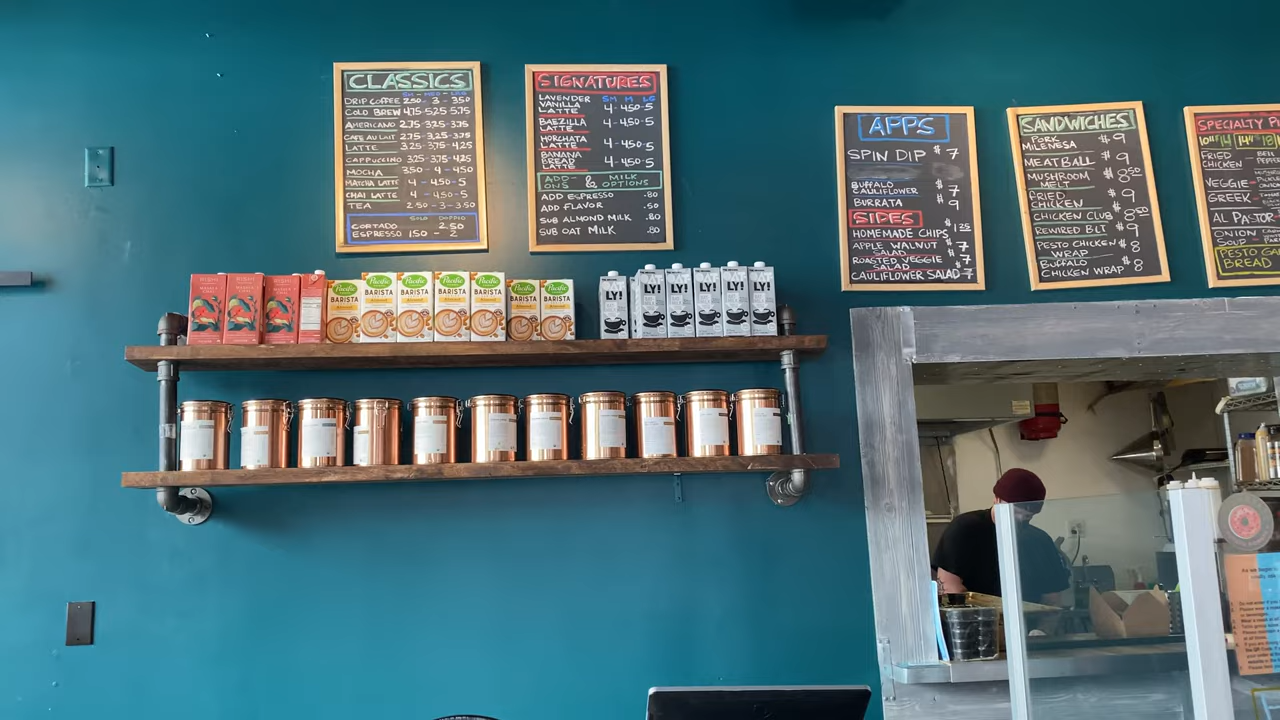 CLASSICS
SM - MED - LRG
DRIP COFFEE 2.50 - 3 - 3.50
COLD BREW 4.75-5.25-5.75
AMERICANO 2.75-3.25-3.75
CAFE AU LAIT 2.75-3.25-3.75
LATTE 3.25-3.75-4.25
CAPPUCCINO 3.25-3.75-4.25
MOCHA 3.50 - 4 - 4.50
MATCHA LATTE 4 - 4.50 - 5
CHAI LATTE 4 - 4.50 - 5
TEA 2.50 - 3 - 3.50
SOLO DOPPIO
CORTADO 2.50
ESPRESSO 1.50 - 2
SIGNATURES
SM M LG
LAVENDER
VANILLA
LATTE 4 - 4.50 - 5
BAEZILLA
LATTE 4 - 4.50 - 5
HORCHATA
LATTE 4 - 4.50 - 5
BANANA
BREAD
LATTE 4 - 4.50 - 5
ADD-ONS & MILK OPTIONS
ADD ESPRESSO .80
ADD FLAVOR .50
SUB ALMOND MILK .80
SUB OAT MILK .80
APPS
SPIN DIP $7
BUFFALO
CAULIFLOWER $7
BURRATA $9
SIDES
HOMEMADE CHIPS 1.25
APPLE WALNUT
SALAD $7
ROASTED VEGGIE
SALAD $7
CAULIFLOWER SALAD 7
SANDWICHES
PORK
MILENESA $9
MEATBALL $9
MUSHROOM
MELT $8.50
FRIED
CHICKEN $9
CHICKEN CLUB $8.50
REWIRED BLT $9
PESTO CHICKEN
WRAP $8
BUFFALO
CHICKEN WRAP $8
SPECIALTY
FRIED
CHICKEN
VEGGIE
GREEK
AL PASTOR
ONION
SOUP
PESTO
BREAD
Pacific
BARISTA
Pacific
BARISTA
Pacific
BARISTA
Pacific
BARISTA
Pacific
BARISTA
Pacific
BARISTA
Pacific
BARISTA
LY!
LY!
LY!
LY!
LY!
LY!